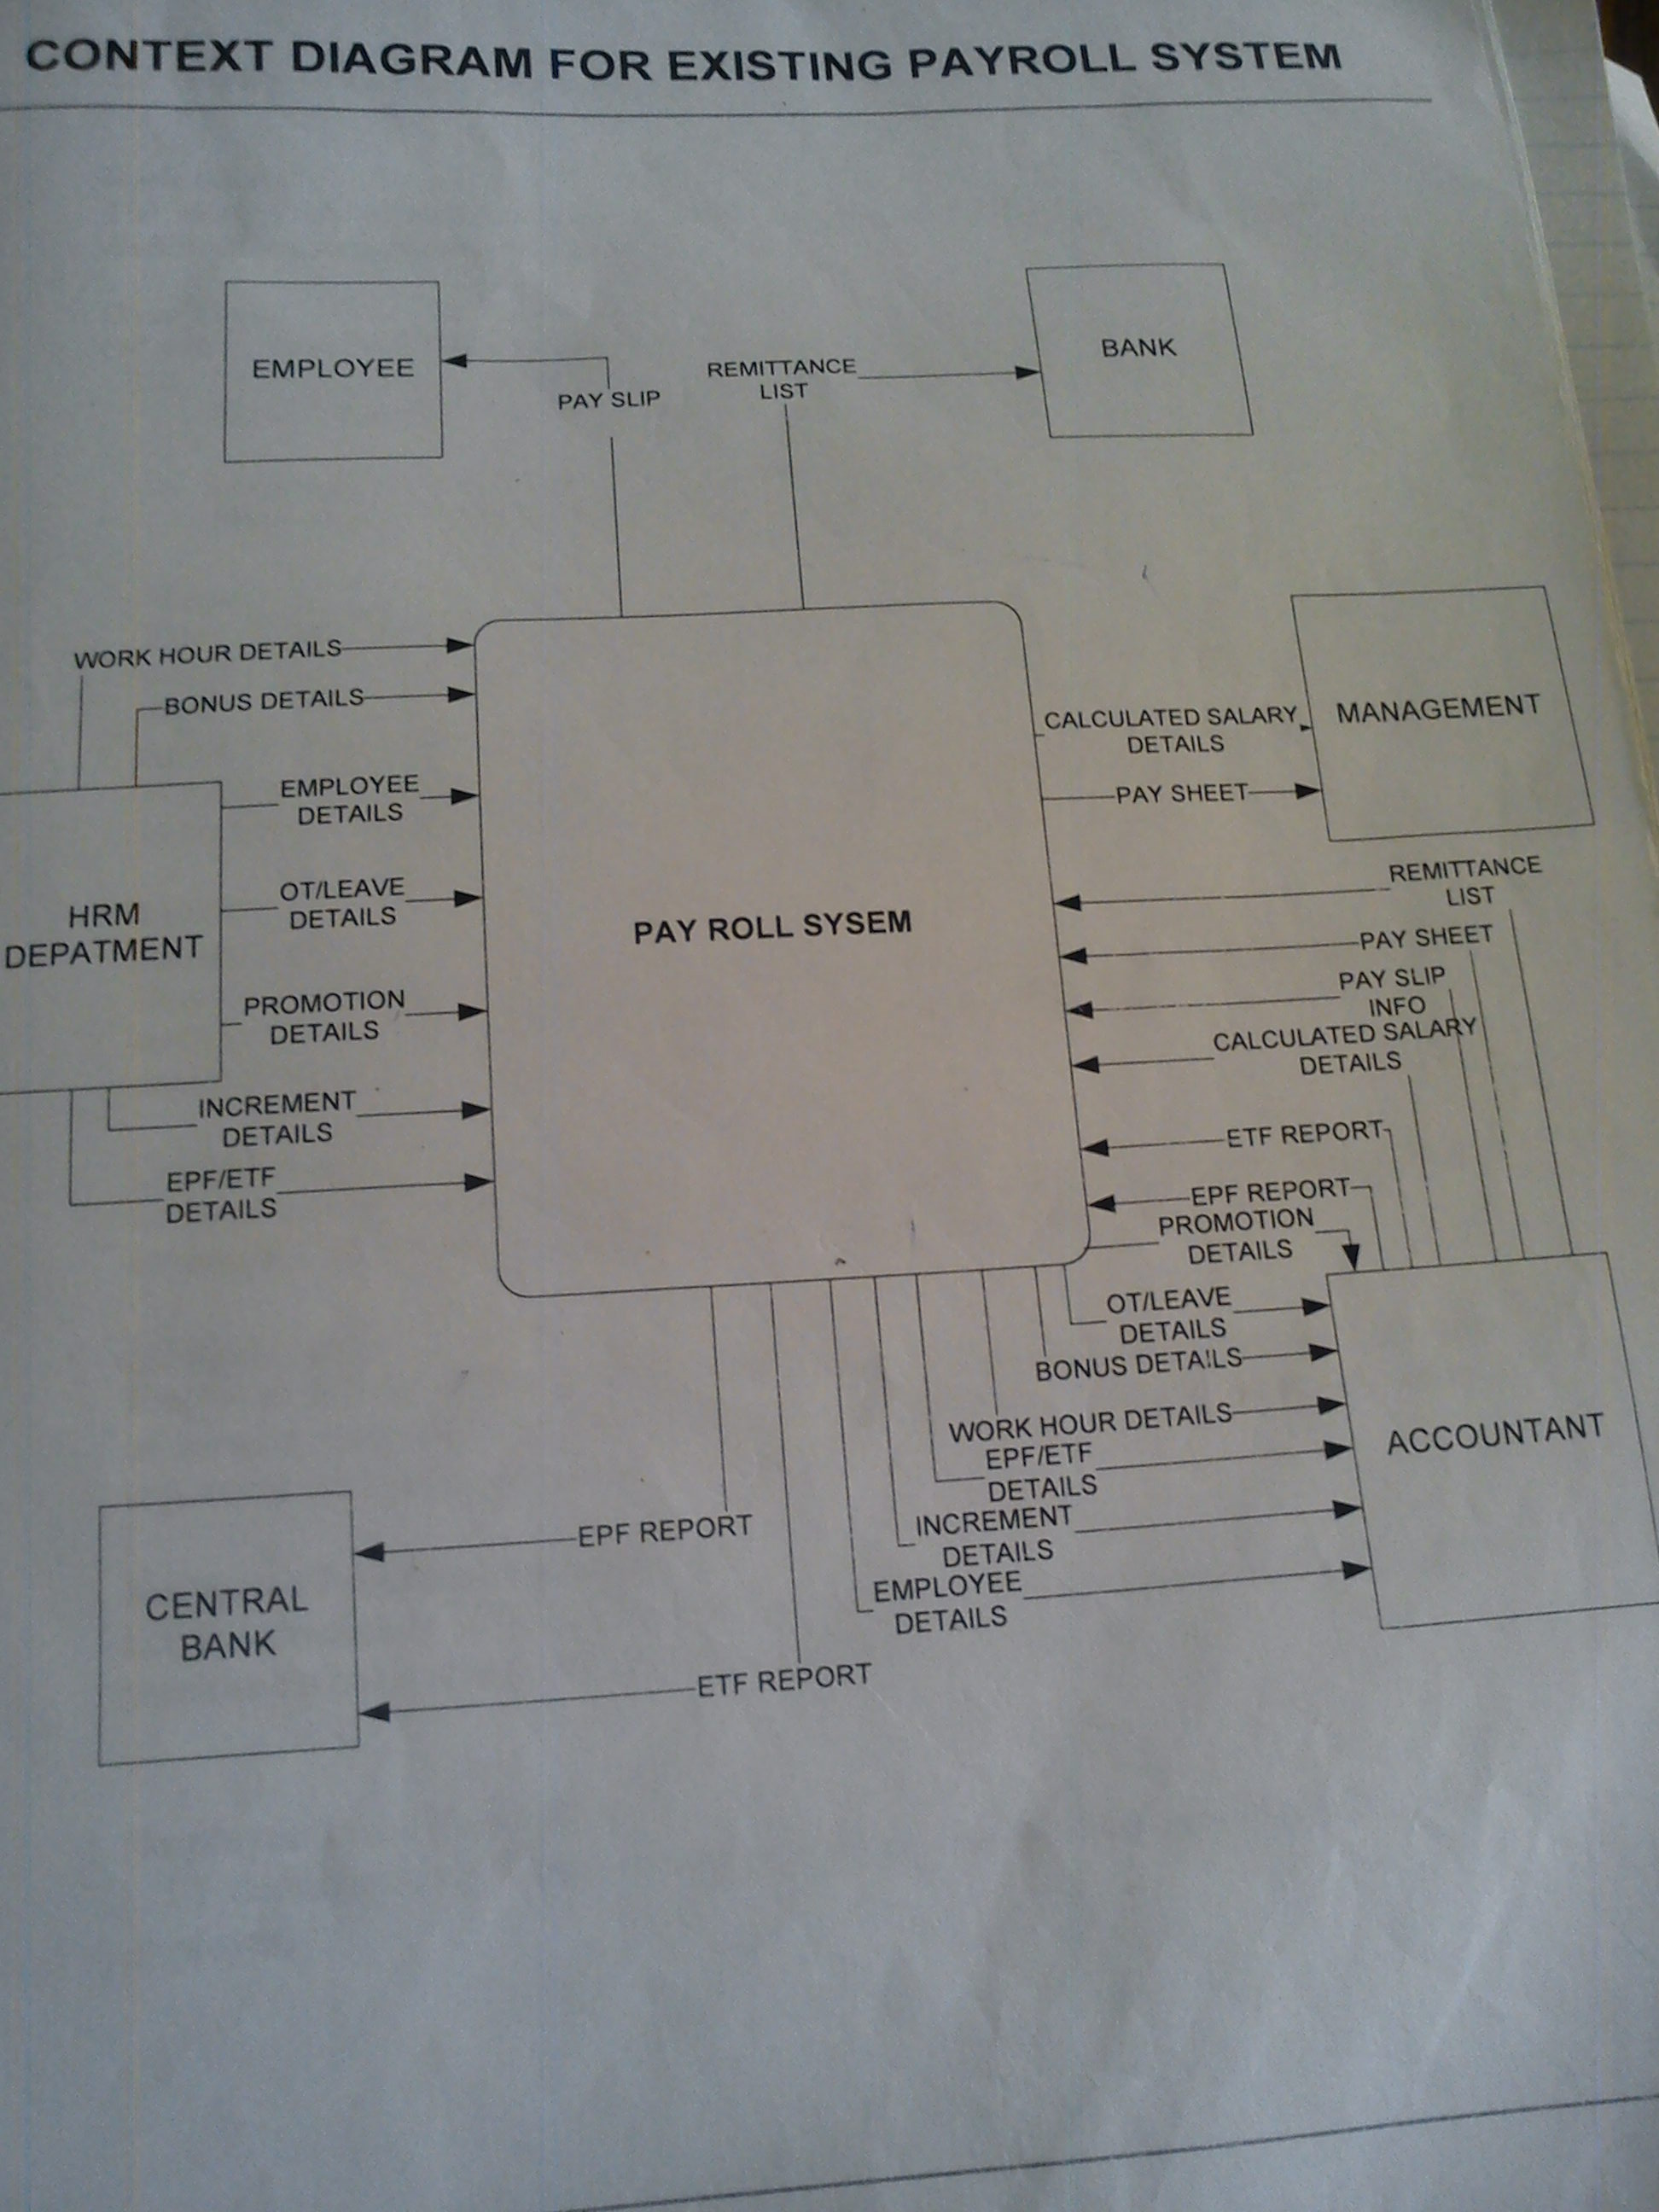 CONTEXT DIAGRAM FOR EXISTING PAYROLL SYSTEM
EMPLOYEE
PAY SLIP
REMITTANCE
LIST
BANK
WORK HOUR DETAILS
BONUS DETAILS
EMPLOYEE
DETAILS
OT/LEAVE
DETAILS
HRM
DEPATMENT
PROMOTION
DETAILS
INCREMENT
DETAILS
EPF/ETF
DETAILS
PAY ROLL SYSEM
CALCULATED SALARY
DETAILS
MANAGEMENT
PAY SHEET
REMITTANCE
LIST
PAY SHEET
PAY SLIP
INFO
CALCULATED SALARY
DETAILS
ETF REPORT
EPF REPORT
PROMOTION
DETAILS
OT/LEAVE
DETAILS
BONUS DETAILS
WORK HOUR DETAILS
EPF/ETF
DETAILS
INCREMENT
DETAILS
EMPLOYEE
DETAILS
ACCOUNTANT
EPF REPORT
CENTRAL
BANK
ETF REPORT